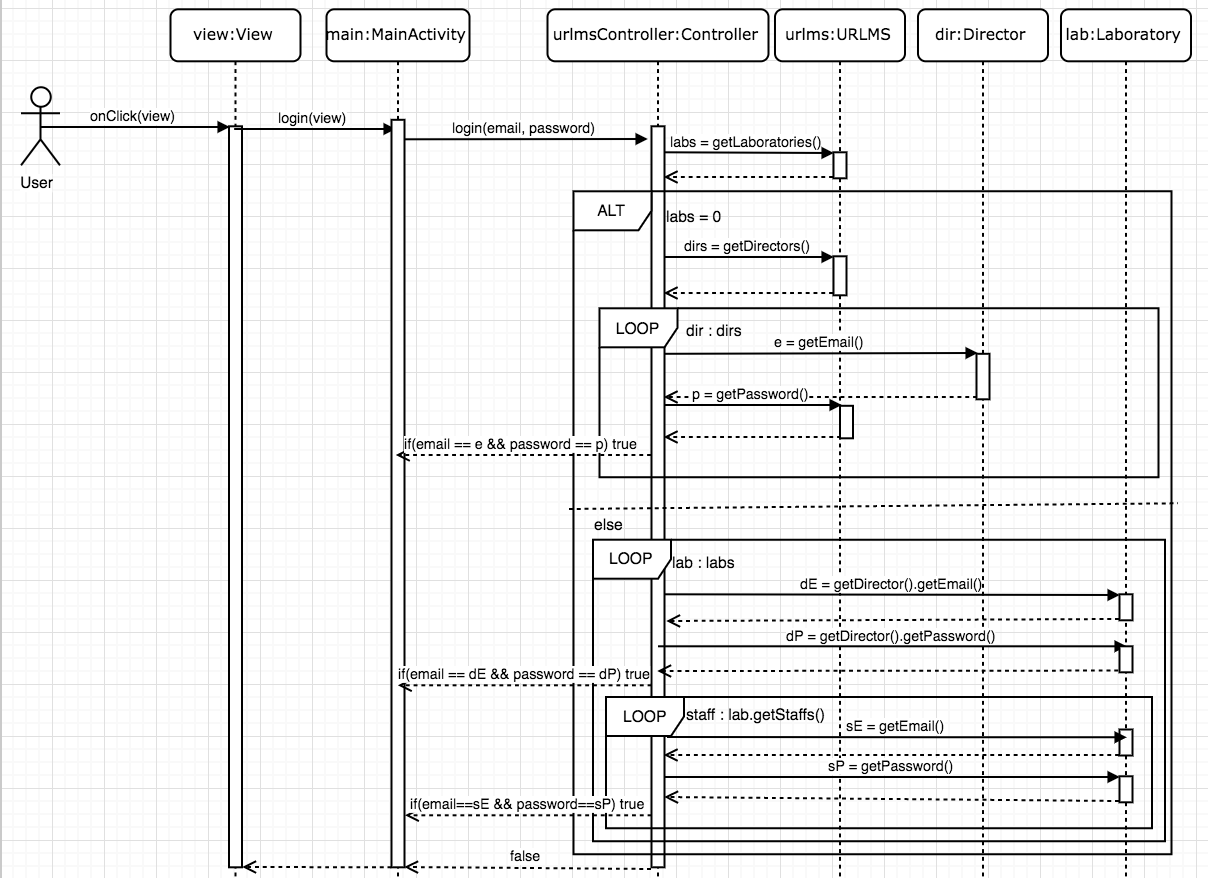 view:View
main:MainActivity
urlmsController:Controller
urlms:URLMS
dir:Director
lab:Laboratory
onClick(view)
login(view)
login(email, password)
labs = getLaboratories()
User
ALT
labs = 0
dirs = getDirectors()
LOOP
dir : dirs
e = getEmail()
p = getPassword()
if(email == e && password == p) true
else
LOOP
lab : labs
dE = getDirector().getEmail()
dP = getDirector().getPassword()
if(email == dE && password == dP) true
LOOP
staff : lab.getStaffs()
sE = getEmail()
sP = getPassword()
if(email==sE && password==sP) true
false